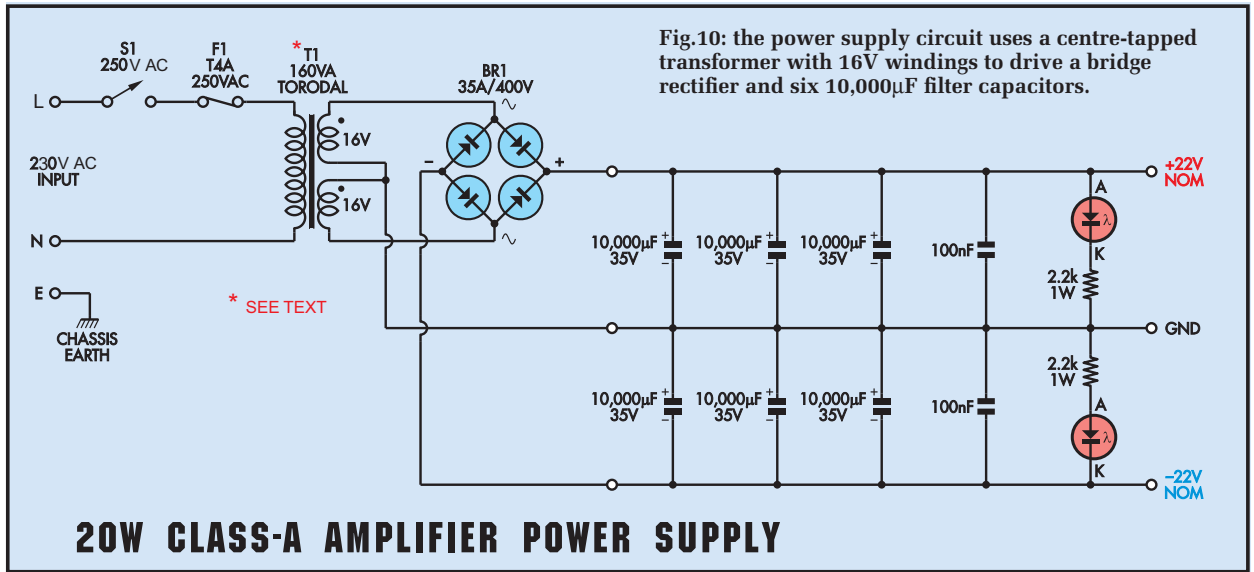 Fig.10: the power supply circuit uses a centre-tapped
transformer with 16V windings to drive a bridge
rectifier and six 10,000µF filter capacitors.
S1
250V AC
F1
T4A
250VAC
*
T1
160VA
TORODAL
BR1
35A/400V
L
230V AC
INPUT
N
E
CHASSIS
EARTH
* SEE TEXT
16V
16V
~
–
+
~
+22V
NOM
10,000µF
35V
+
–
10,000µF
35V
+
–
10,000µF
35V
+
–
100nF
A
λ
K
2.2k
1W
GND
10,000µF
35V
+
–
10,000µF
35V
+
–
10,000µF
35V
+
–
100nF
2.2k
1W
A
λ
K
–22V
NOM
20W CLASS-A AMPLIFIER POWER SUPPLY